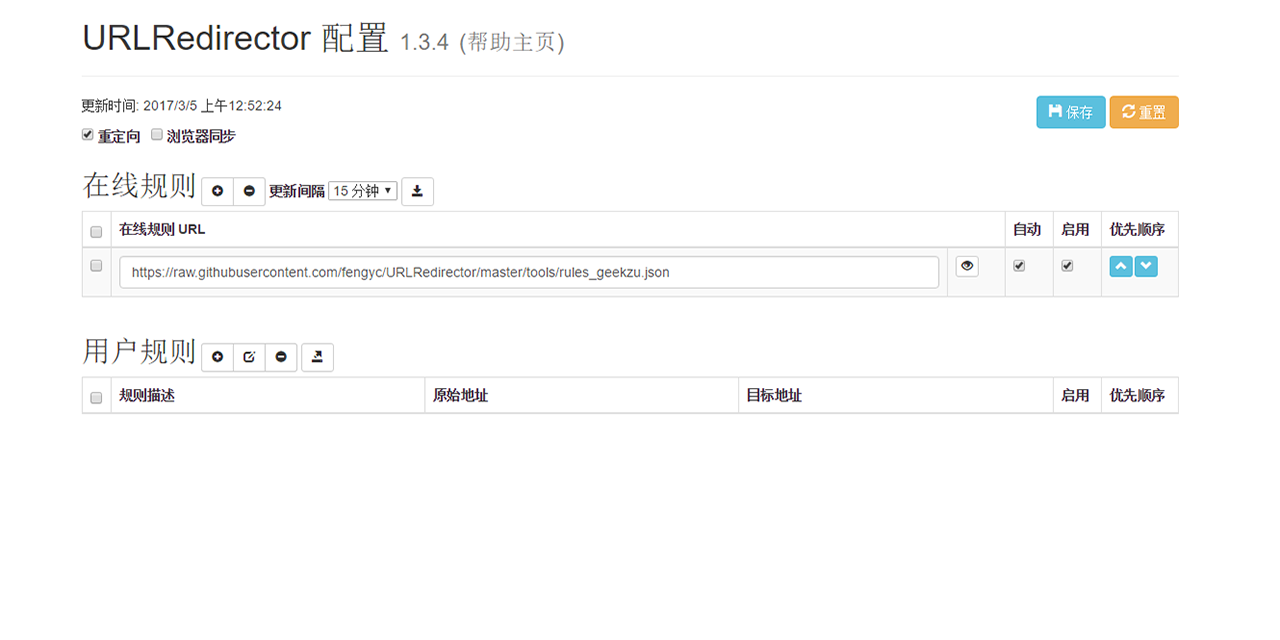 URLRedirector 配置 1.3.4 (帮助主页)
更新时间: 2017/3/5 上午12:52:24
保存 重置
重定向 浏览器同步
在线规则 更新间隔 15 分钟
在线规则 URL 自动 启用 优先顺序
https://raw.githubusercontent.com/fengyc/URLRedirector/master/tools/rules_geekzu.json
用户规则
规则描述 原始地址 目标地址 启用 优先顺序